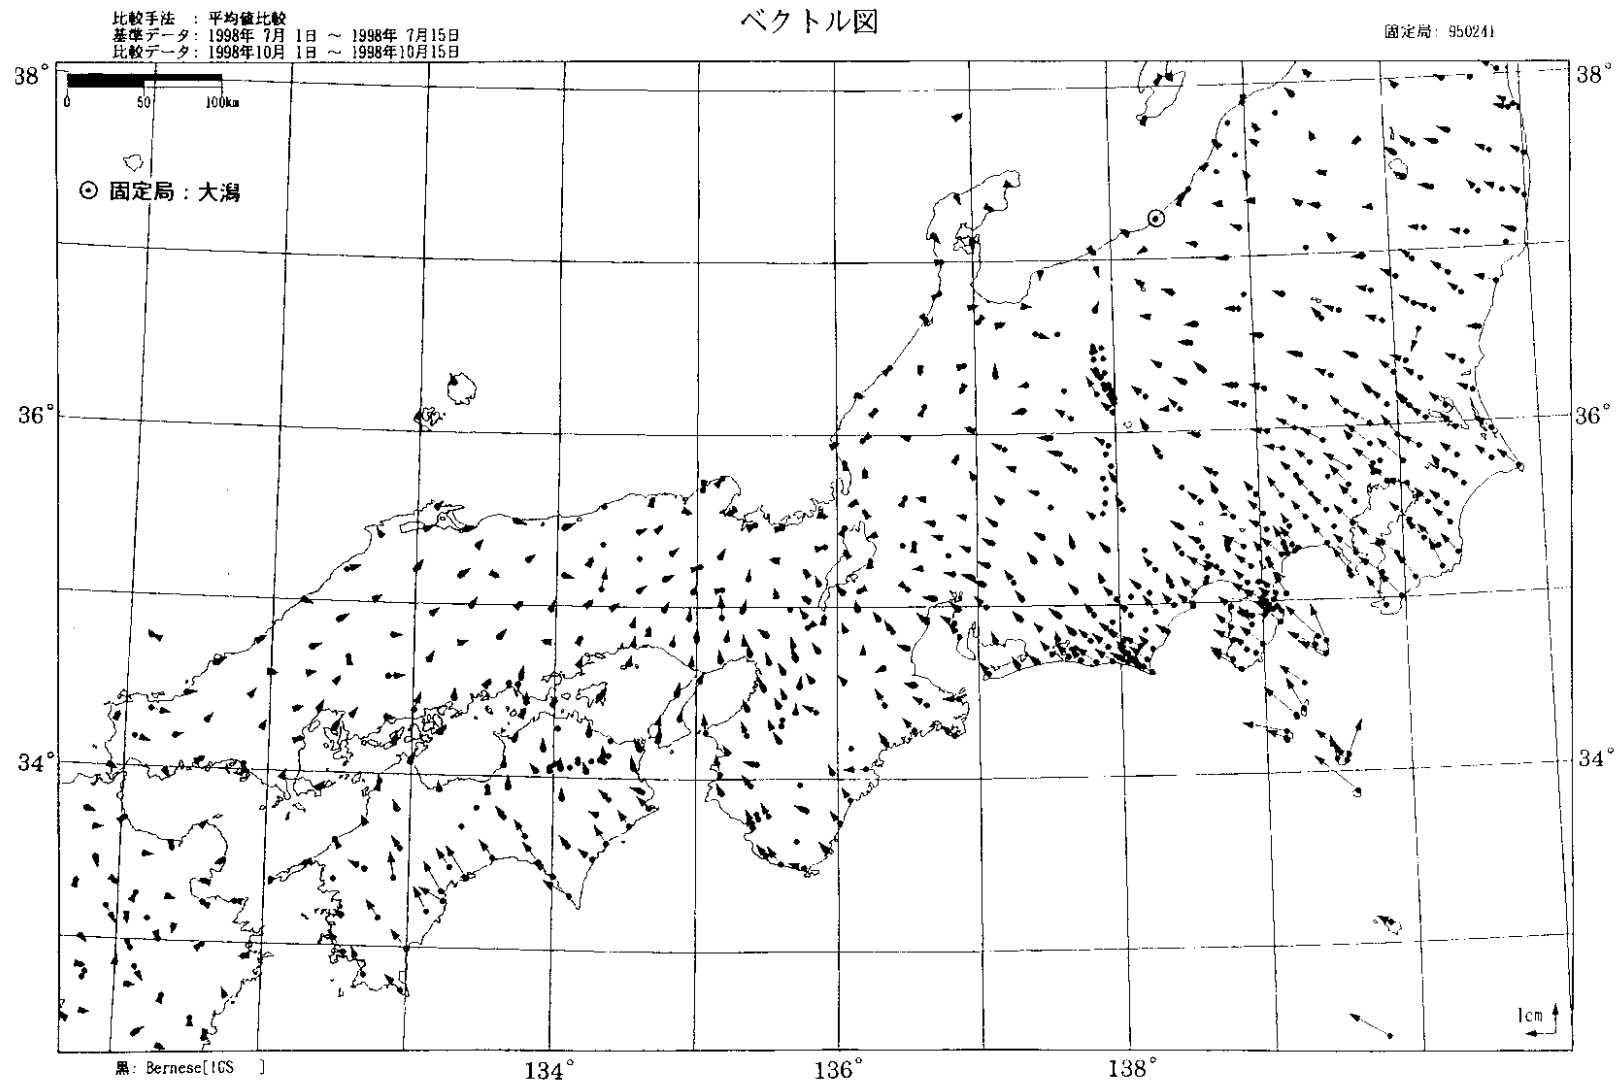 ベクトル図
比較手法 : 平均値比較
基準データ: 1998年 7月 1日 ～ 1998年 7月15日
比較データ: 1998年10月 1日 ～ 1998年10月15日
固定局: 950241
38° 38°
0 50 100km
固定局:大潟
36° 36°
34° 34°
1cm
134° 136° 138°
黒: Bernese[IGS ]